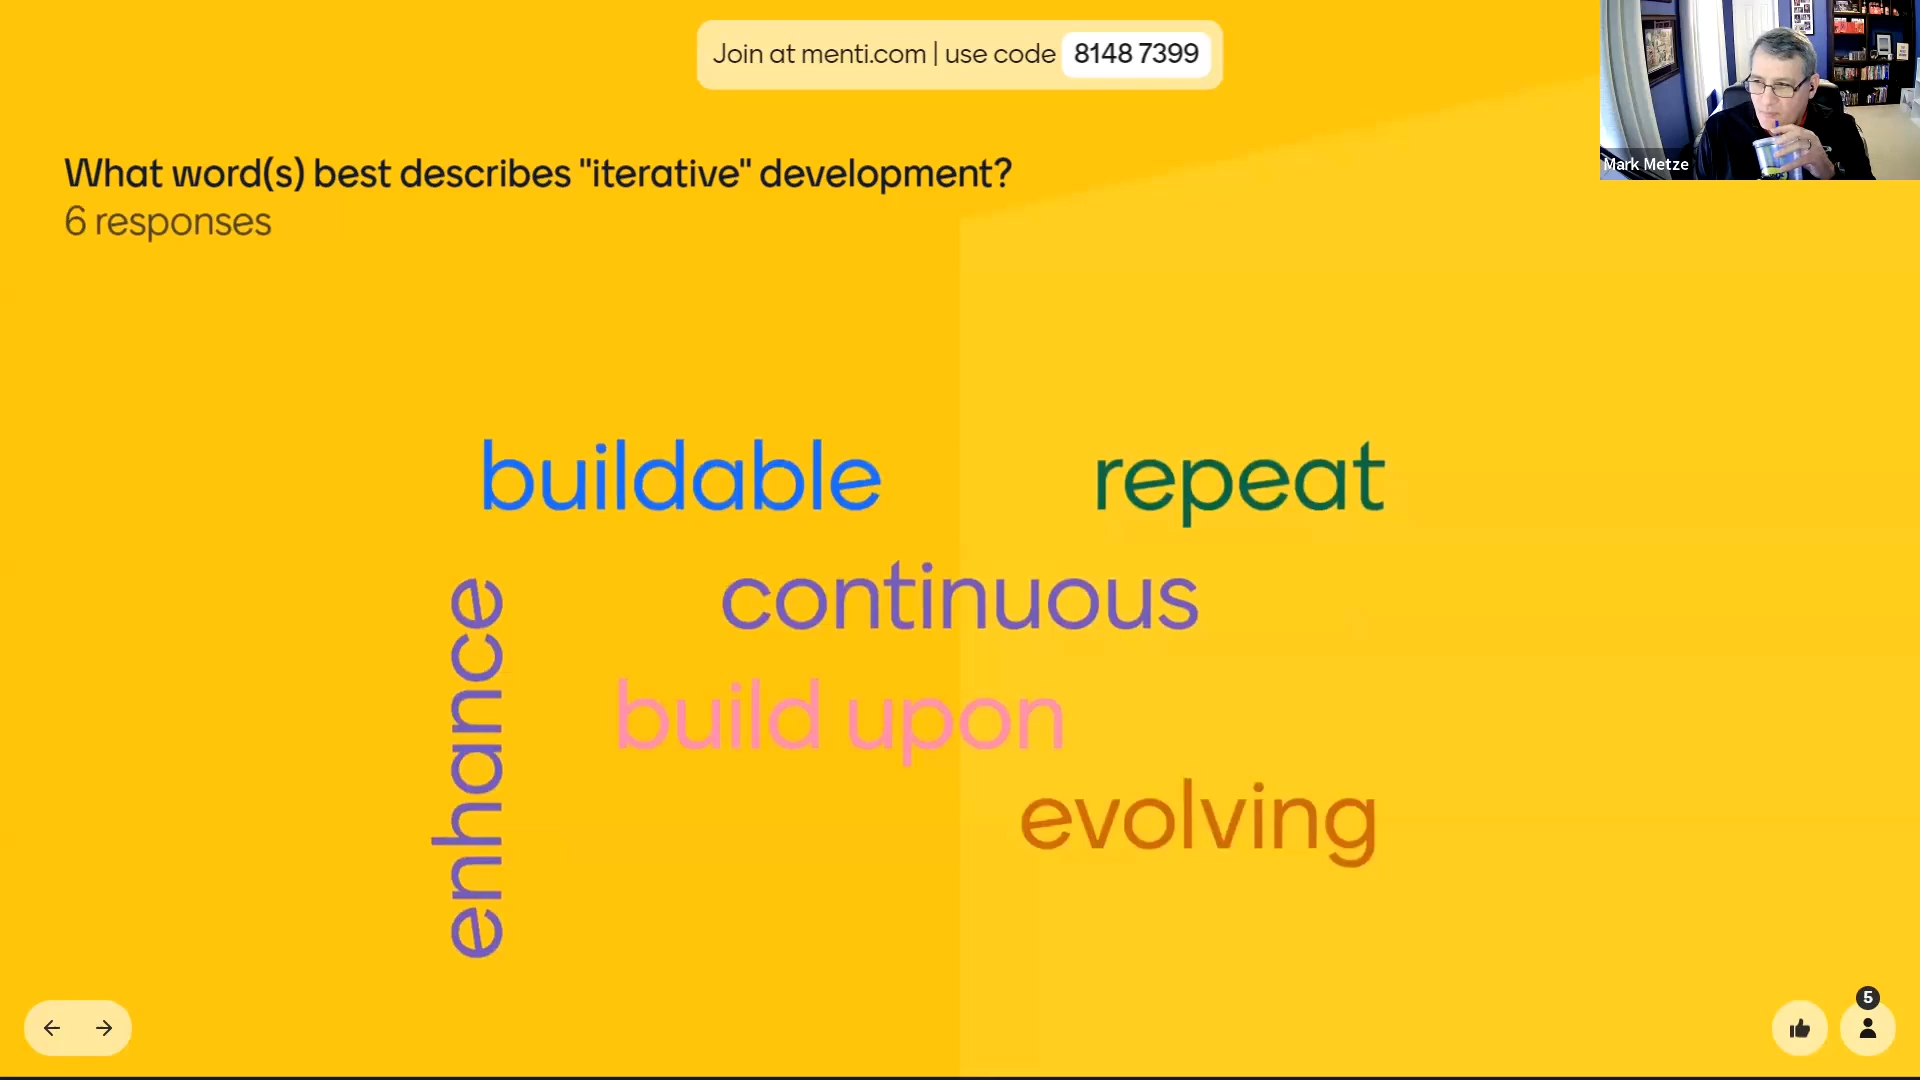 Join at menti.com | use code 8148 7399
Mark Metze
What word(s) best describes "iterative" development?
6 responses
buildable
repeat
continuous
enhance
build upon
evolving
5